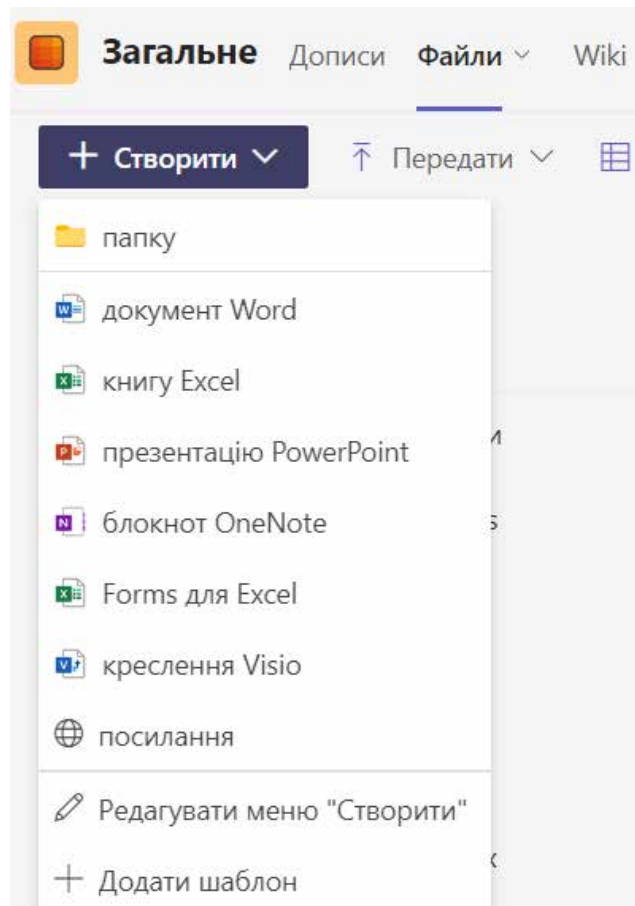 Загальне Дописи Файли Wiki
+ Створити Передати
папку
документ Word
книгу Excel
презентацію PowerPoint
блокнот OneNote
Forms для Excel
креслення Visio
посилання
Редагувати меню "Створити"
+ Додати шаблон